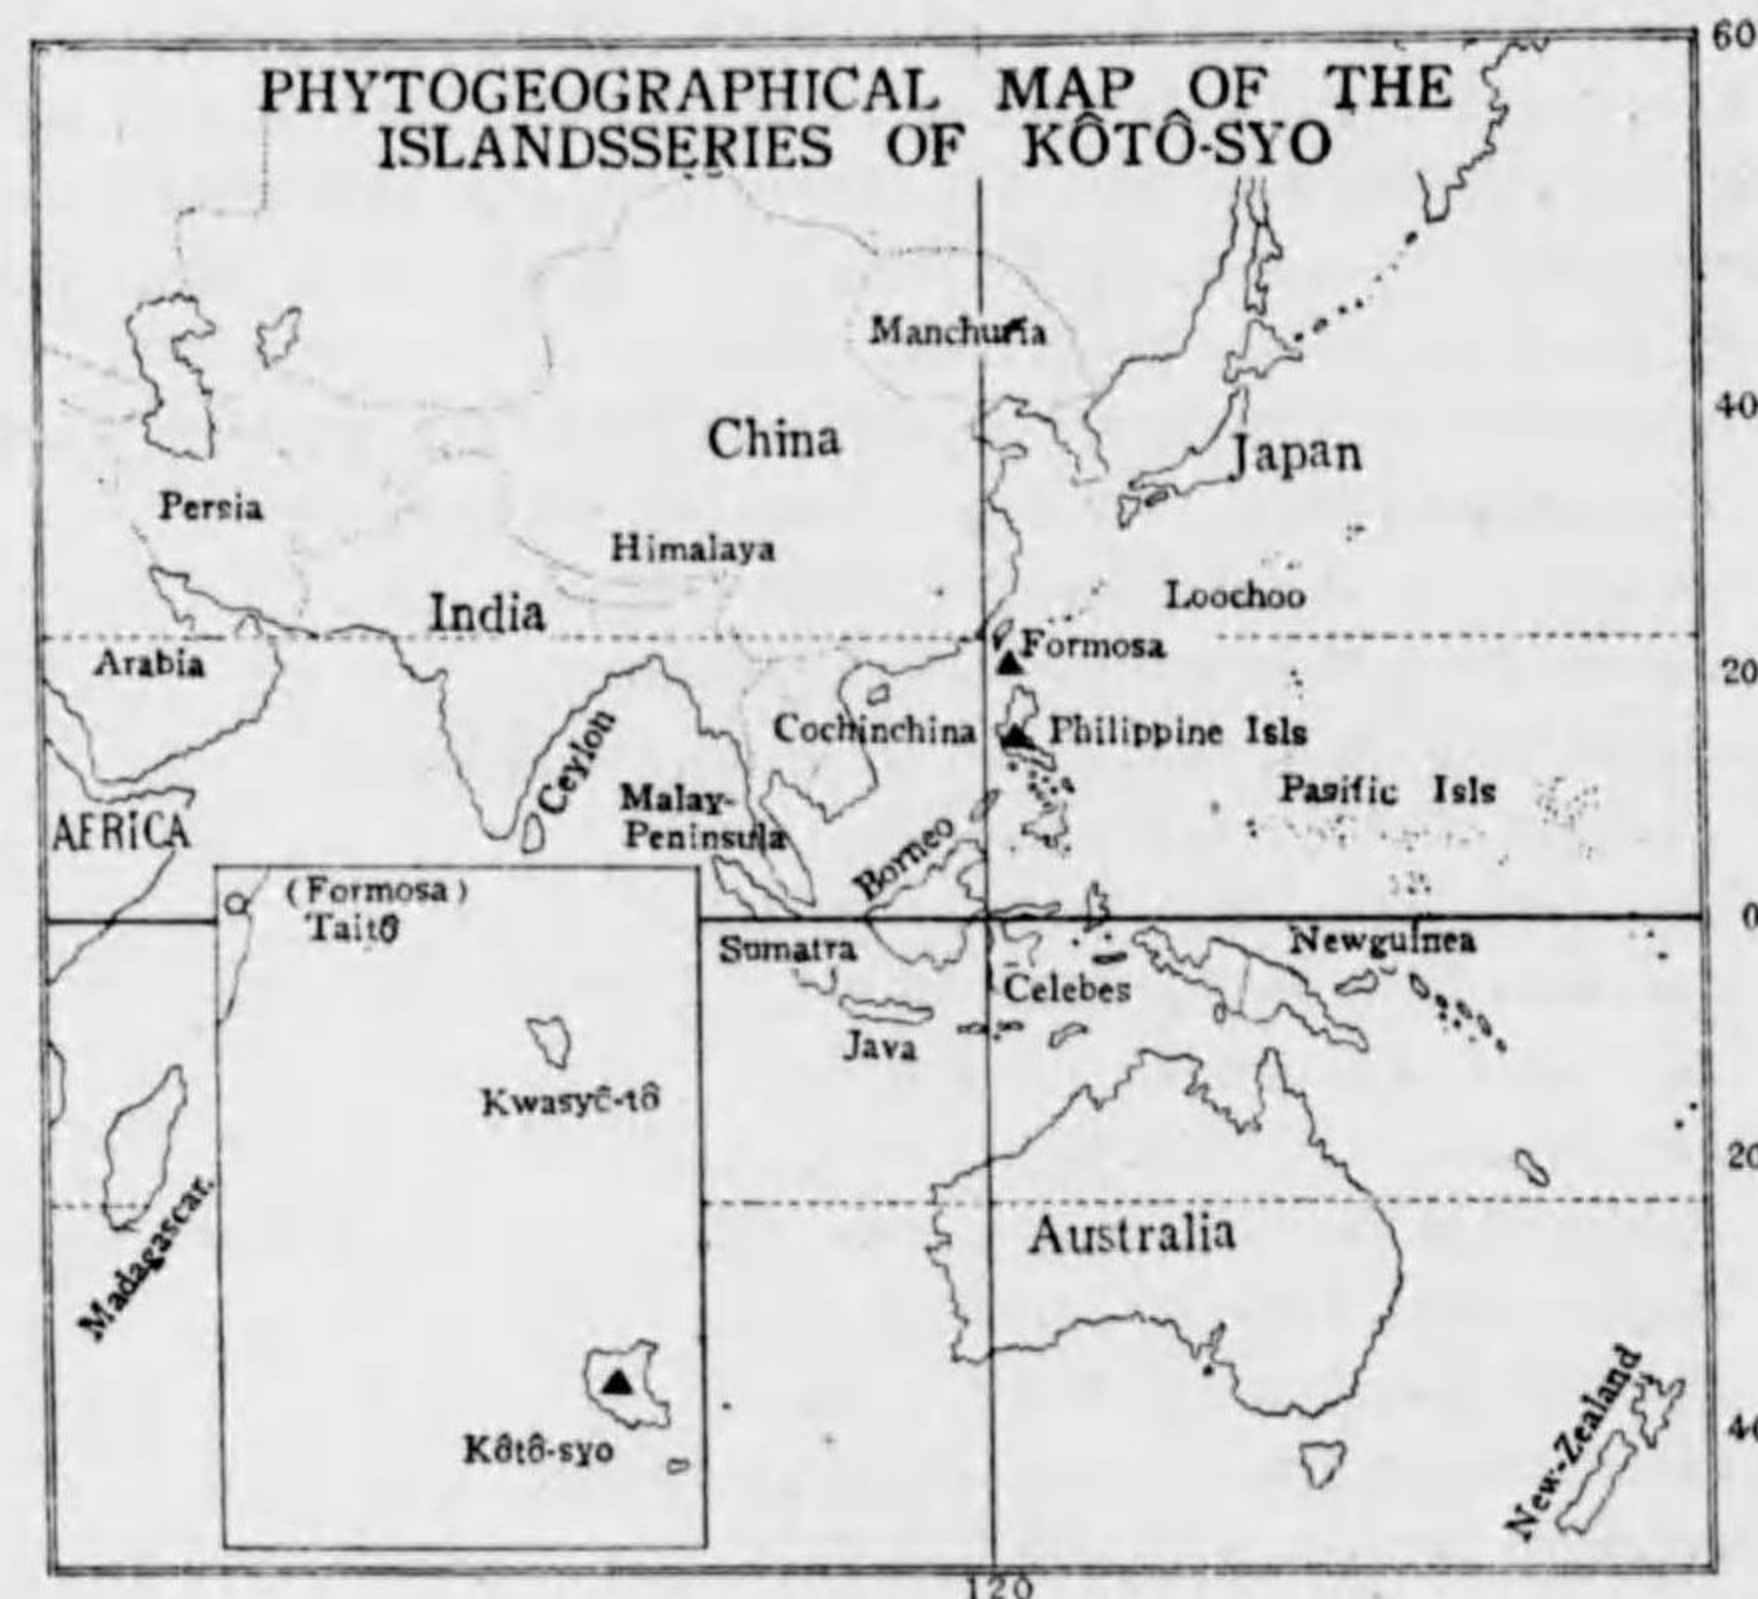 PHYTOGEOGRAPHICAL MAP OF THE
ISLANDSSERIES OF KÔTÔ-SYO
60
Manchuria
40
China
Japan
Persia
Himalaya
Loochoo
India
Formosa
Arabia
20
Cochinchina
Philippine Isls
Ceylon
Malay-
Peninsula
Pasific Isls
AFRiCA
Borneo
(Formosa)
Taitô
0
Sumatra
Newguinea
Celebes
Java
Kwasyô-tô
20
Madagascar.
Australia
Kôtô-syo
New-Zealand
120